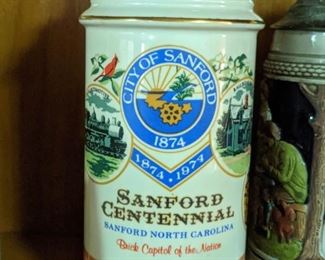 CITY OF SANFORD
1874
1874 · 1974
SANFORD
CENTENNIAL
SANFORD NORTH CAROLINA
Brick Capitol of the Nation